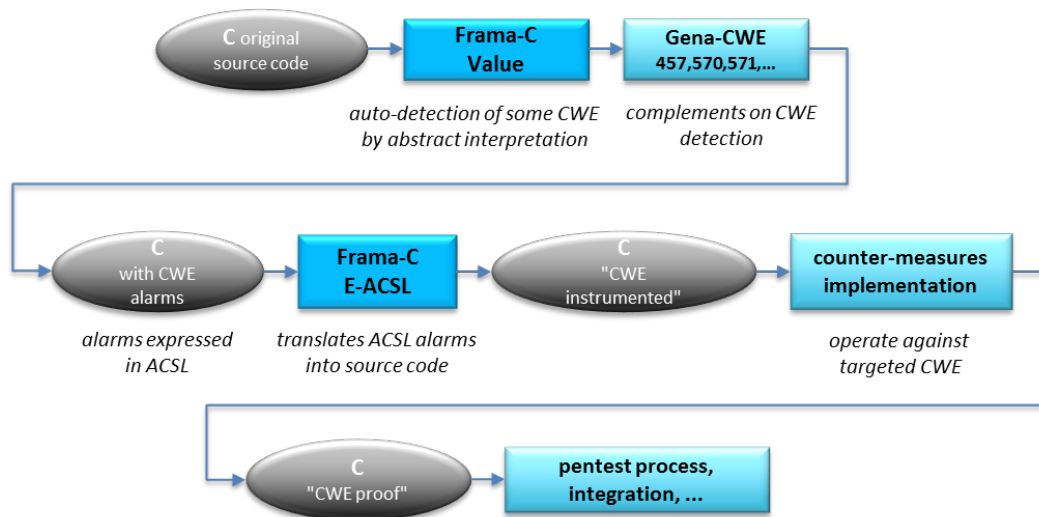 C original
source code
Frama-C
Value
Gena-CWE
457,570,571,...
auto-detection of some CWE
by abstract interpretation
complements on CWE
detection
C
with CWE
alarms
Frama-C
E-ACSL
C
"CWE
instrumented"
counter-measures
implementation
alarms expressed
in ACSL
translates ACSL alarms
into source code
operate against
targeted CWE
C
"CWE proof"
pentest process,
integration, ...